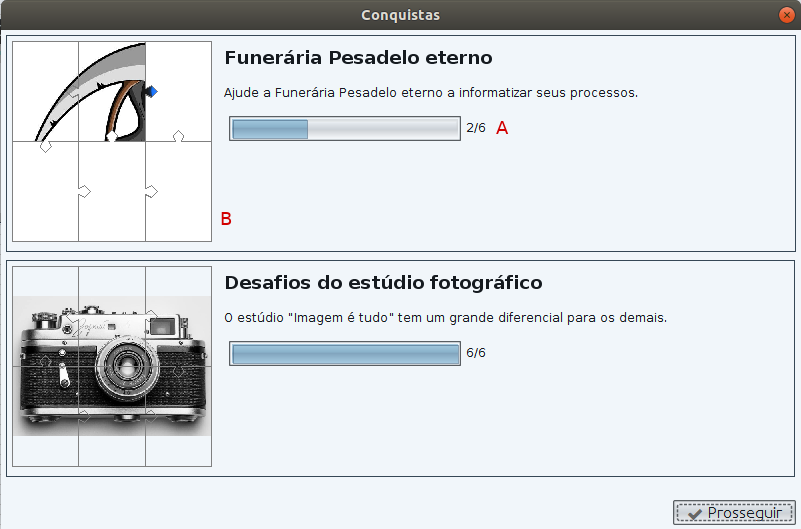 Conquistas
Funerária Pesadelo eterno
Ajude a Funerária Pesadelo eterno a informatizar seus processos.
2/6 A
B
Desafios do estúdio fotográfico
O estúdio "Imagem é tudo" tem um grande diferencial para os demais.
6/6
Prosseguir